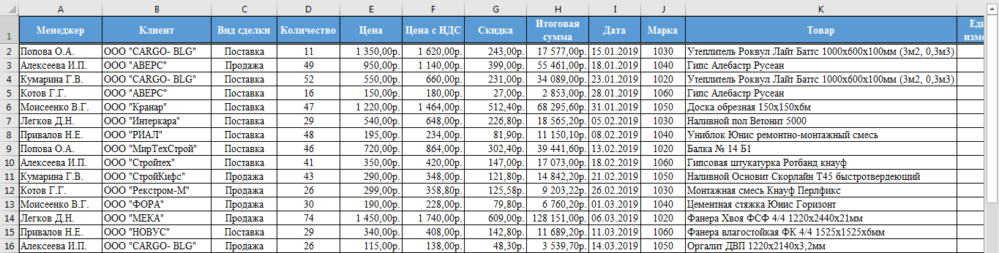 A B C D E F G H I J K
1 Менеджер Клиент Вид сделки Количество Цена Цена с НДС Скидка Итоговая сумма Дата Марка Товар
2 Попова О.А. ООО "CARGO- BLG" Поставка 11 1 350,00р. 1 620,00р. 243,00р. 17 577,00р. 15.01.2019 1030 Утеплитель Роквул Лайт Баттс 1000х600х100мм (3м2, 0,3м3)
3 Алексеева И.П. ООО "АВЕРС" Продажа 49 950,00р. 1 140,00р. 399,00р. 55 461,00р. 18.01.2019 1040 Гипс Алебастр Русеан
4 Кумарина Г.В. ООО "CARGO- BLG" Поставка 52 550,00р. 660,00р. 231,00р. 34 089,00р. 23.01.2019 1020 Утеплитель Роквул Лайт Баттс 1000х600х100мм (3м2, 0,3м3)
5 Котов Г.Г. ООО "АВЕРС" Поставка 16 150,00р. 180,00р. 27,00р. 2 853,00р. 28.01.2019 1060 Гипс Алебастр Русеан
6 Моисеенко В.Г. ООО "Кранар" Поставка 47 1 220,00р. 1 464,00р. 512,40р. 68 295,60р. 31.01.2019 1050 Доска обрезная 150х150х6м
7 Легков Д.Н. ООО "Интеркара" Поставка 29 540,00р. 648,00р. 226,80р. 18 565,20р. 05.02.2019 1030 Наливной пол Ветонит 5000
8 Привалов Н.Е. ООО "РИАЛ" Поставка 48 195,00р. 234,00р. 81,90р. 11 150,10р. 08.02.2019 1040 Униблок Юнис ремонтно-монтажный смесь
9 Попова О.А. ООО "МирТехСтрой" Поставка 46 720,00р. 864,00р. 302,40р. 39 441,60р. 13.02.2019 1020 Балка № 14 Б1
10 Алексеева И.П. ООО "Стройтех" Поставка 41 350,00р. 420,00р. 147,00р. 17 073,00р. 18.02.2019 1060 Гипсовая штукатурка Ротбанд кнауф
11 Кумарина Г.В. ООО "СтройКифс" Продажа 43 290,00р. 348,00р. 121,80р. 14 842,20р. 21.02.2019 1050 Наливной Основит Скорлайн Т45 быстротвердеющий
12 Котов Г.Г. ООО "Рекстром-М" Продажа 26 299,00р. 358,80р. 125,58р. 9 203,22р. 26.02.2019 1030 Монтажная смесь Кнауф Перлфикс
13 Моисеенко В.Г. ООО "ФОРА" Продажа 30 190,00р. 228,00р. 79,80р. 6 760,20р. 01.03.2019 1040 Цементная стяжка Юнис Горизонт
14 Легков Д.Н. ООО "МЕКА" Продажа 74 1 450,00р. 1 740,00р. 609,00р. 128 151,00р. 06.03.2019 1020 Фанера Хвоя ФСФ 4/4 1220х2440х21мм
15 Привалов Н.Е. ООО "НОВУС" Поставка 29 340,00р. 408,00р. 142,80р. 11 689,20р. 11.03.2019 1060 Фанера влагостойкая ФК 4/4 1525х1525х6мм
16 Алексеева И.П. ООО "CARGO- BLG" Продажа 26 115,00р. 138,00р. 48,30р. 3 539,70р. 14.03.2019 1050 Оргалит ДВП 1220х2140х3,2мм